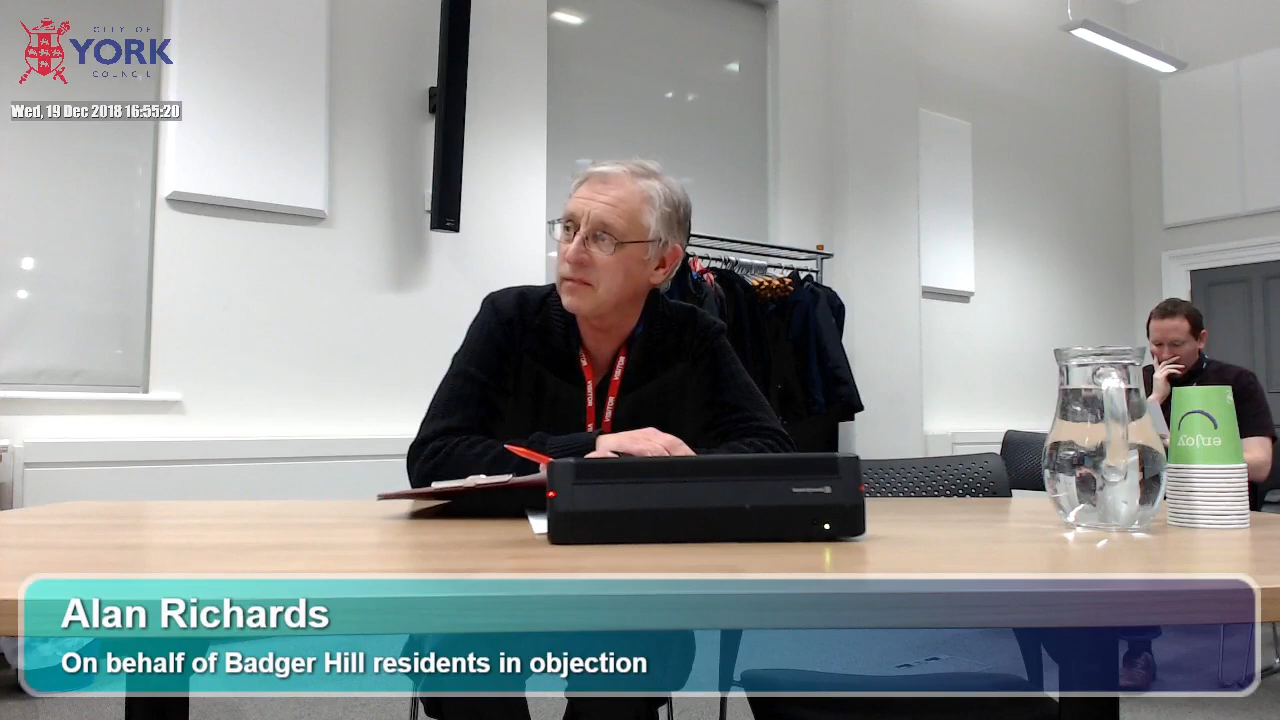 CITY OF
YORK
COUNCIL
Wed, 19 Dec 2018 16:55:20
VISITOR
VISITOR
enjoy
Alan Richards
On behalf of Badger Hill residents in objection